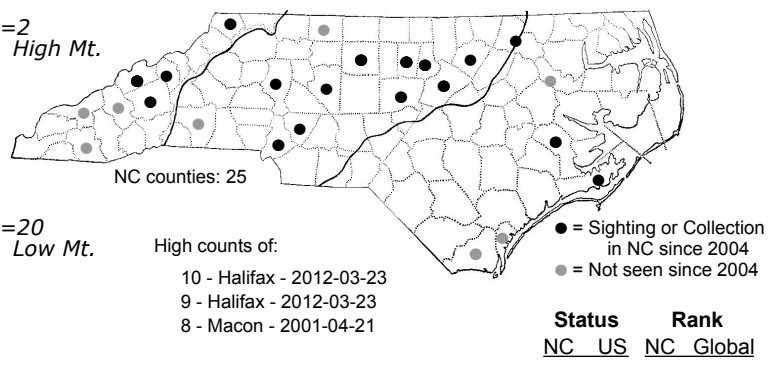 =2
High Mt.
NC counties: 25
=20
Low Mt.
High counts of:
10 - Halifax - 2012-03-23
9 - Halifax - 2012-03-23
8 - Macon - 2001-04-21
● = Sighting or Collection
in NC since 2004
● = Not seen since 2004
Status Rank
NC US NC Global